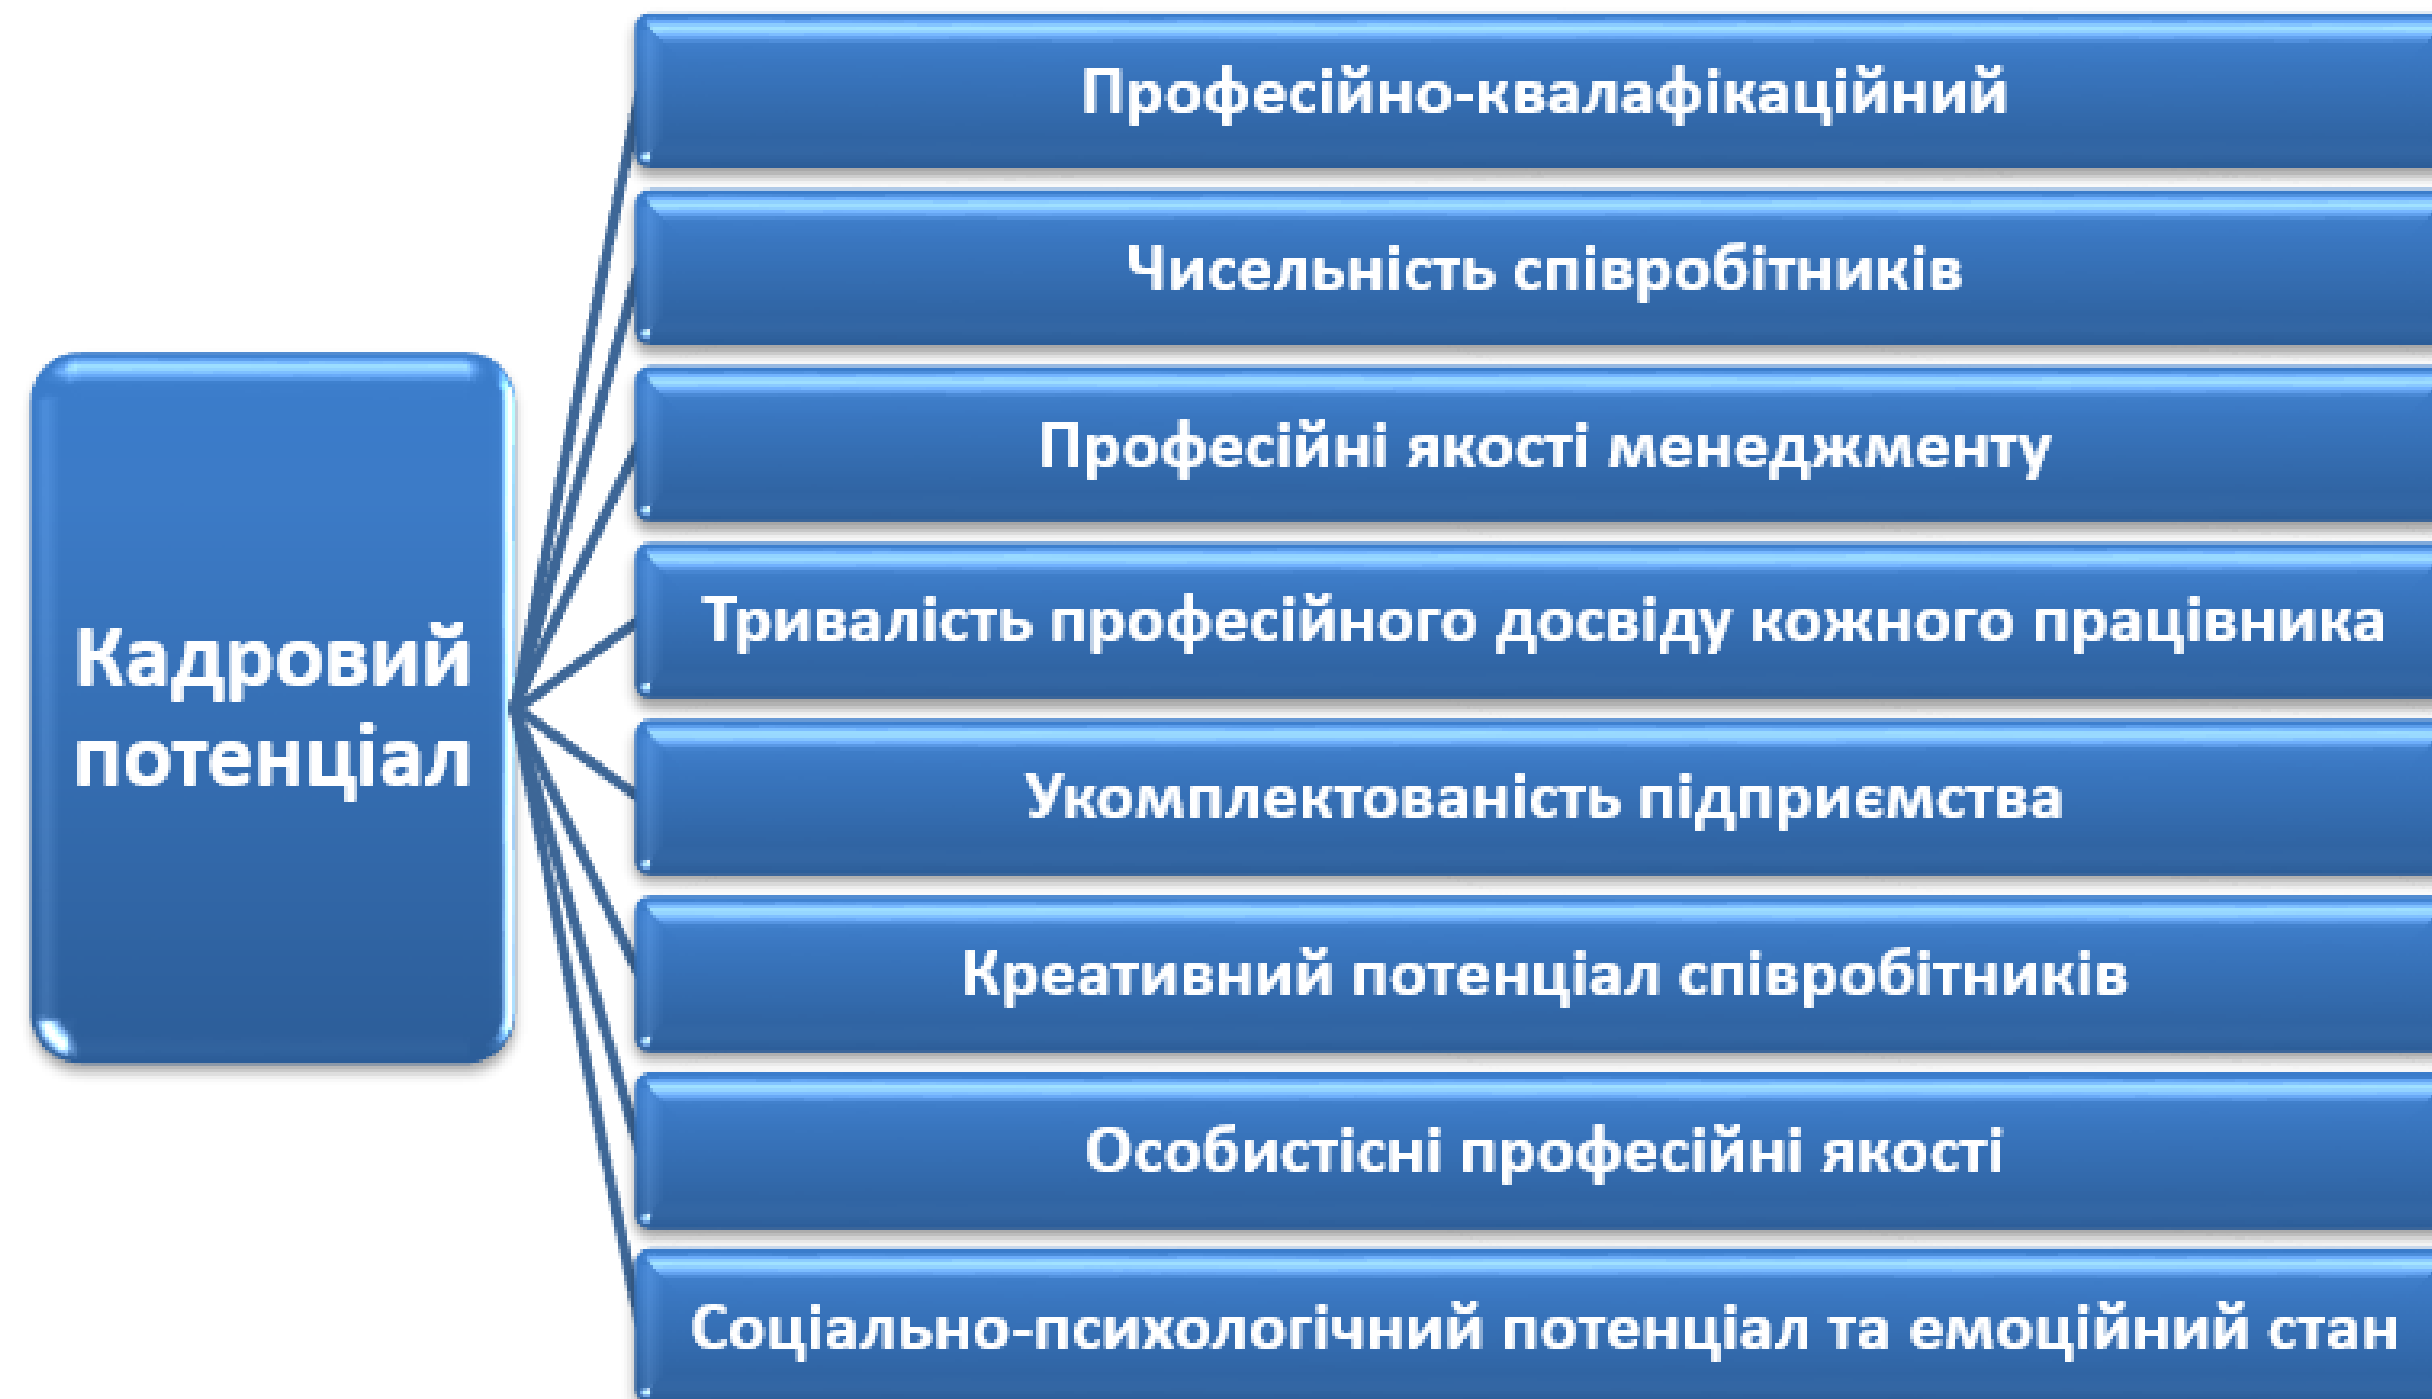 Кадровий
потенціал
Професійно-квалафікаційний
Чисельність співробітників
Професійні якості менеджменту
Тривалість професійного досвіду кожного працівника
Укомплектованість підприємства
Креативний потенціал співробітників
Особистісні професійні якості
Соціально-психологічний потенціал та емоційний стан